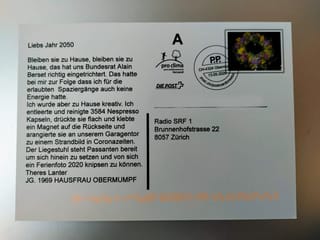 Liebs Jahr 2050
Bleiben sie zu Hause, bleiben sie zu
Hause, das hat uns Bundesrat Alain
Berset richtig eingetrichtert. Das hatte
bei mir zur Folge dass ich für die
erlaubten Spaziergänge auch keine
Energie hatte.
Ich wurde aber zu Hause kreativ. Ich
entleerte und reinigte 3584 Nespresso
Kapseln, drückte sie flach und klebte
ein Magnet auf die Rückseite und
arrangierte sie an unserem Garagentor
zu einem Strandbild in Coronazeiten.
Der Liegestuhl steht Passanten bereit
um sich hinein zu setzen und von sich
ein Ferienfoto 2020 knipsen zu können.
Theres Lanter
JG. 1969 HAUSFRAU OBERMUMPF
A
pro clima
DIE POST
P.P.
Radio SRF 1
Brunnenhofstrasse 22
8057 Zürich